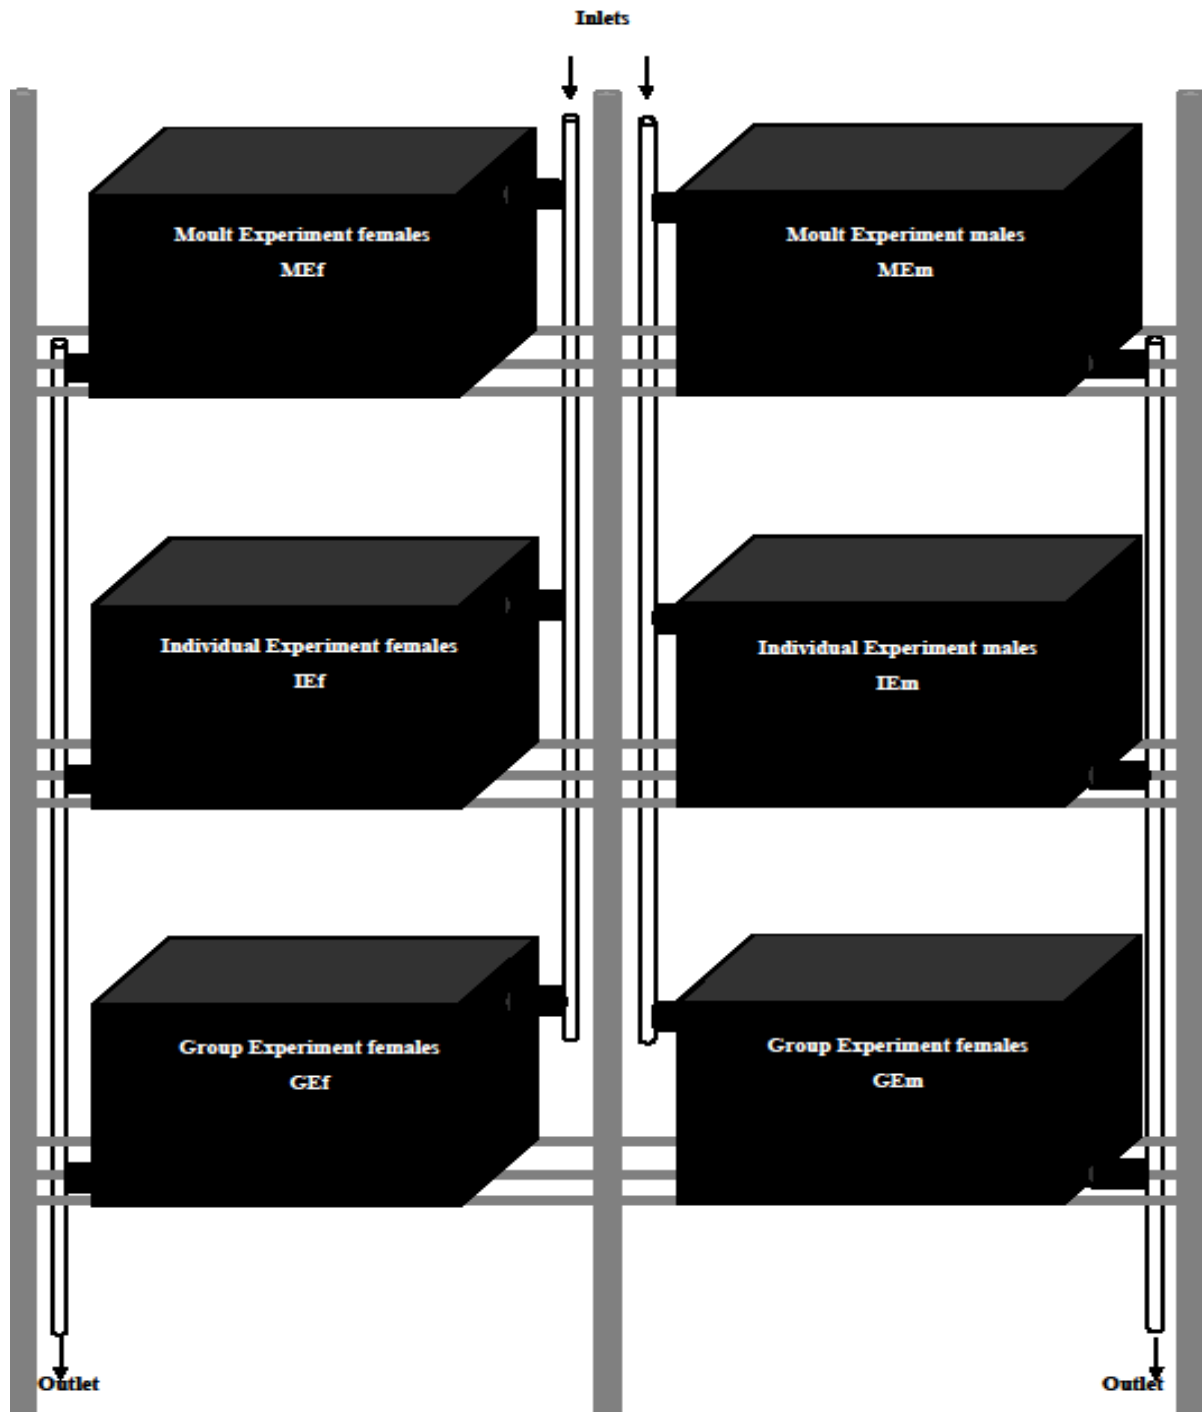 Inlets
Moult Experiment females
MEf
Moult Experiment males
MEm
Individual Experiment females
IEf
Individual Experiment males
IEm
Group Experiment females
GEf
Group Experiment females
GEm
Outlet
Outlet